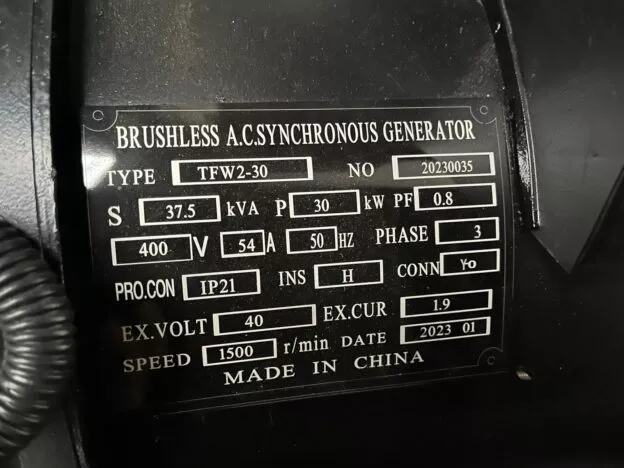 BRUSHLESS A.C.SYNCHRONOUS GENERATOR
TYPE TFW2-30 NO 20230035
S 37.5 kVA P 30 kW PF 0.8
400 V 54 A 50 HZ PHASE 3
PRO.CON IP21 INS H CONN Yo
EX.VOLT 40 EX.CUR 1.9
SPEED 1500 r/min DATE 2023 01
MADE IN CHINA